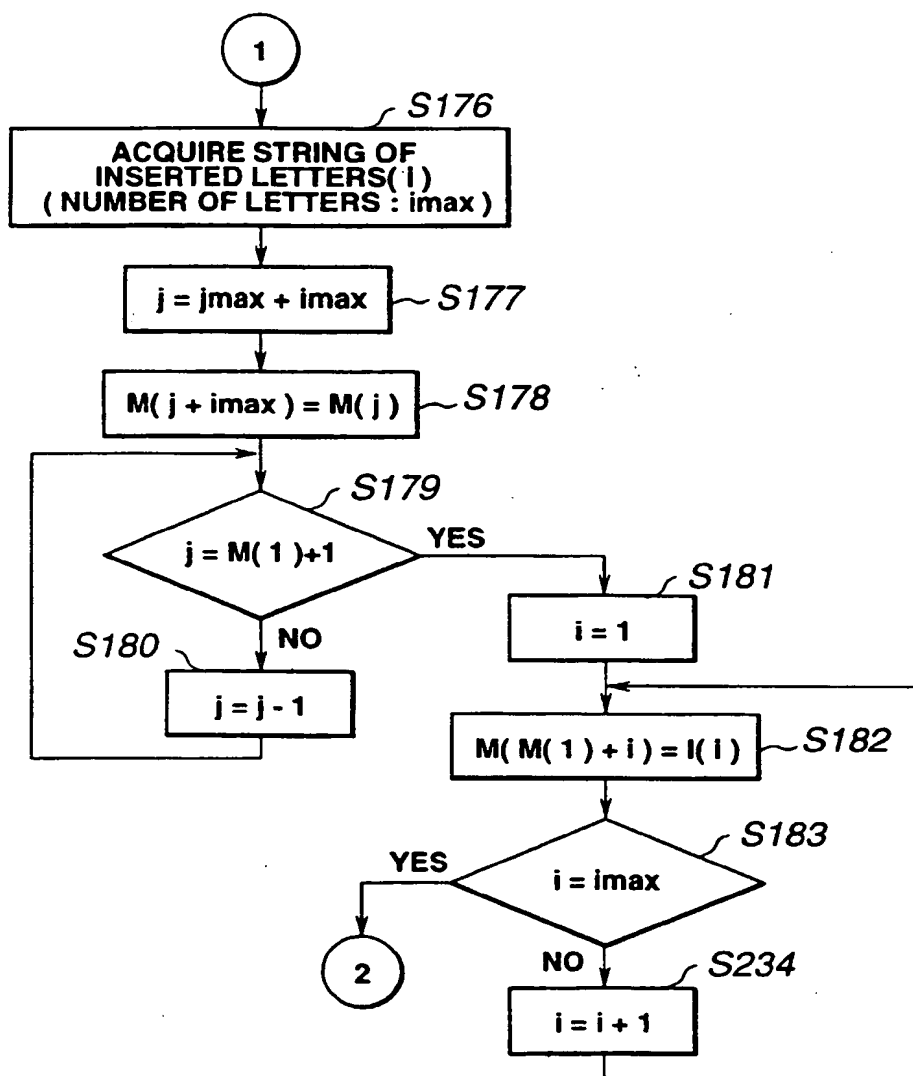 1
S176
ACQUIRE STRING OF
INSERTED LETTERS( I )
( NUMBER OF LETTERS : imax )
j = jmax + imax
S177
M( j + imax ) = M( j )
S178
S179
j = M( 1 )+1
YES
NO
S180
j = j - 1
S181
i = 1
M( M( 1 ) + i ) = I( i )
S182
S183
i = imax
YES
2
NO
S234
i = i + 1